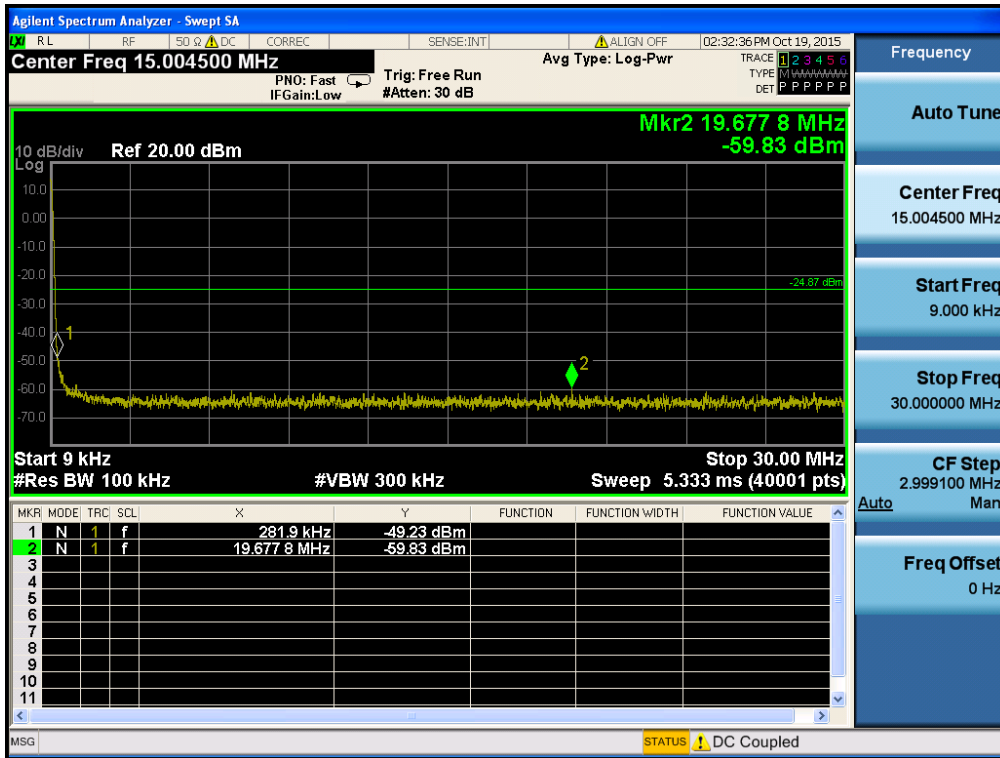 Agilent Spectrum Analyzer - Swept SA
LXI RL RF 50 Ω DC CORREC SENSE:INT ALIGN OFF 02:32:36 PM Oct 19, 2015
Center Freq 15.004500 MHz
PNO: Fast
IFGain:Low
Trig: Free Run
#Atten: 30 dB
Avg Type: Log-Pwr
TRACE 1 2 3 4 5 6
TYPE M
DET P P P P P P
Mkr2 19.677 8 MHz
-59.83 dBm
10 dB/div Ref 20.00 dBm
Log
10.0
0.00
-10.0
-20.0
-24.87 dBm
-30.0
-40.0
1
-50.0
2
-60.0
-70.0
Start 9 kHz Stop 30.00 MHz
#Res BW 100 kHz #VBW 300 kHz Sweep 5.333 ms (40001 pts)
MKR MODE TRC SCL X Y FUNCTION FUNCTION WIDTH FUNCTION VALUE
1 N 1 f 281.9 kHz -49.23 dBm
2 N 1 f 19.677 8 MHz -59.83 dBm
3
4
5
6
7
8
9
10
11
MSG STATUS DC Coupled
Frequency
Auto Tune
Center Freq
15.004500 MHz
Start Freq
9.000 kHz
Stop Freq
30.000000 MHz
CF Step
2.999100 MHz
Auto Man
Freq Offset
0 Hz